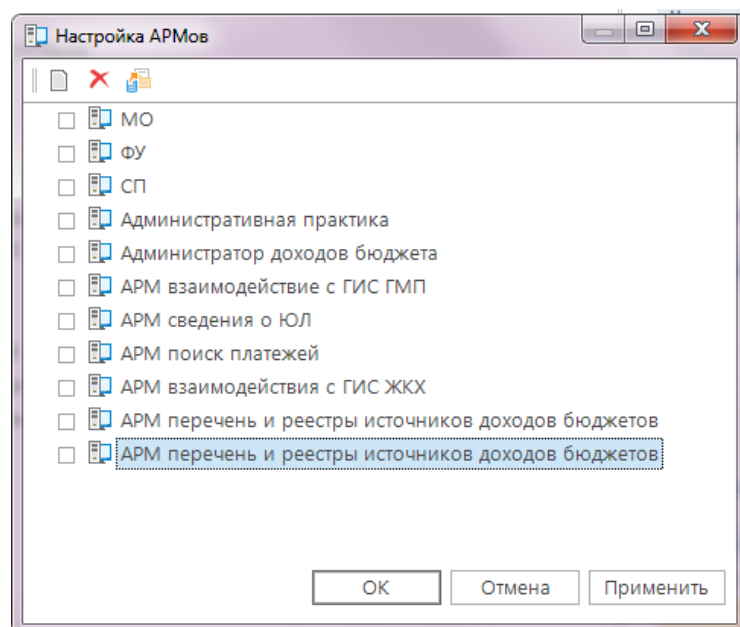 Настройка АРМов
МО
ФУ
СП
Административная практика
Администратор доходов бюджета
АРМ взаимодействие с ГИС ГМП
АРМ сведения о ЮЛ
АРМ поиск платежей
АРМ взаимодействия с ГИС ЖКХ
АРМ перечень и реестры источников доходов бюджетов
АРМ перечень и реестры источников доходов бюджетов
ОК Отмена Применить